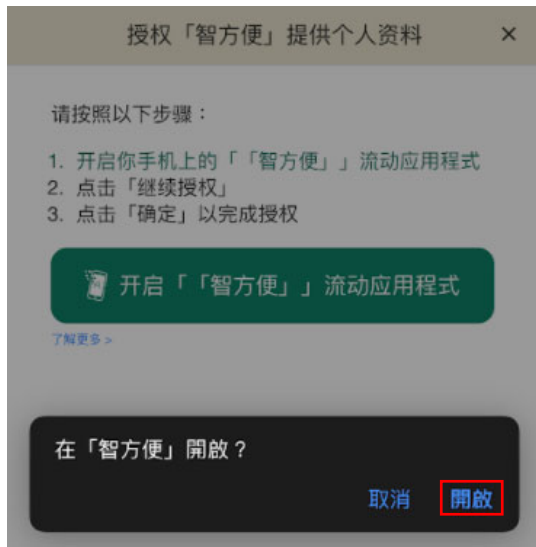 授权「智方便」提供个人资料 ×
请按照以下步骤：
1. 开启你手机上的「「智方便」」流动应用程式
2. 点击「继续授权」
3. 点击「确定」以完成授权
开启「「智方便」」流动应用程式
了解更多 >
在「智方便」開啟？
取消 開啟